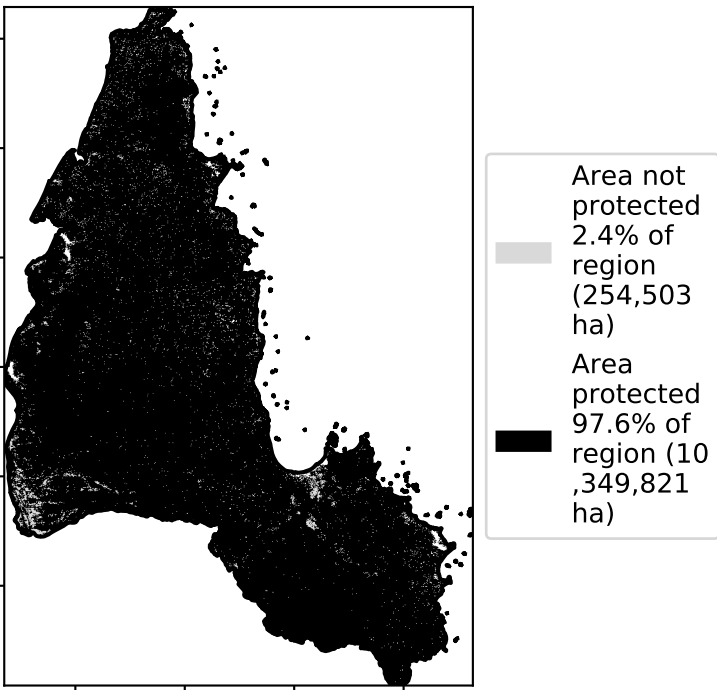 Area not
protected
2.4% of
region
(254,503
ha)
Area
protected
97.6% of
region (10
,349,821
ha)